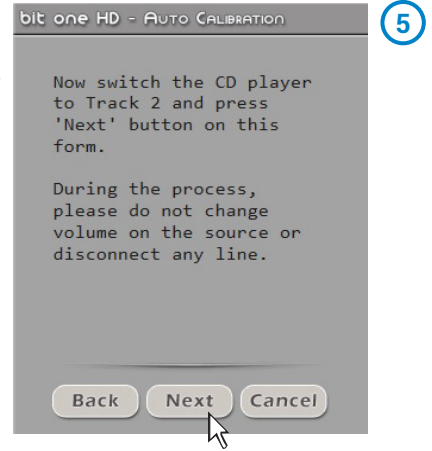 bit one HD - Auto Calibration
5
Now switch the CD player
to Track 2 and press
'Next' button on this
form.
During the process,
please do not change
volume on the source or
disconnect any line.
Back Next Cancel